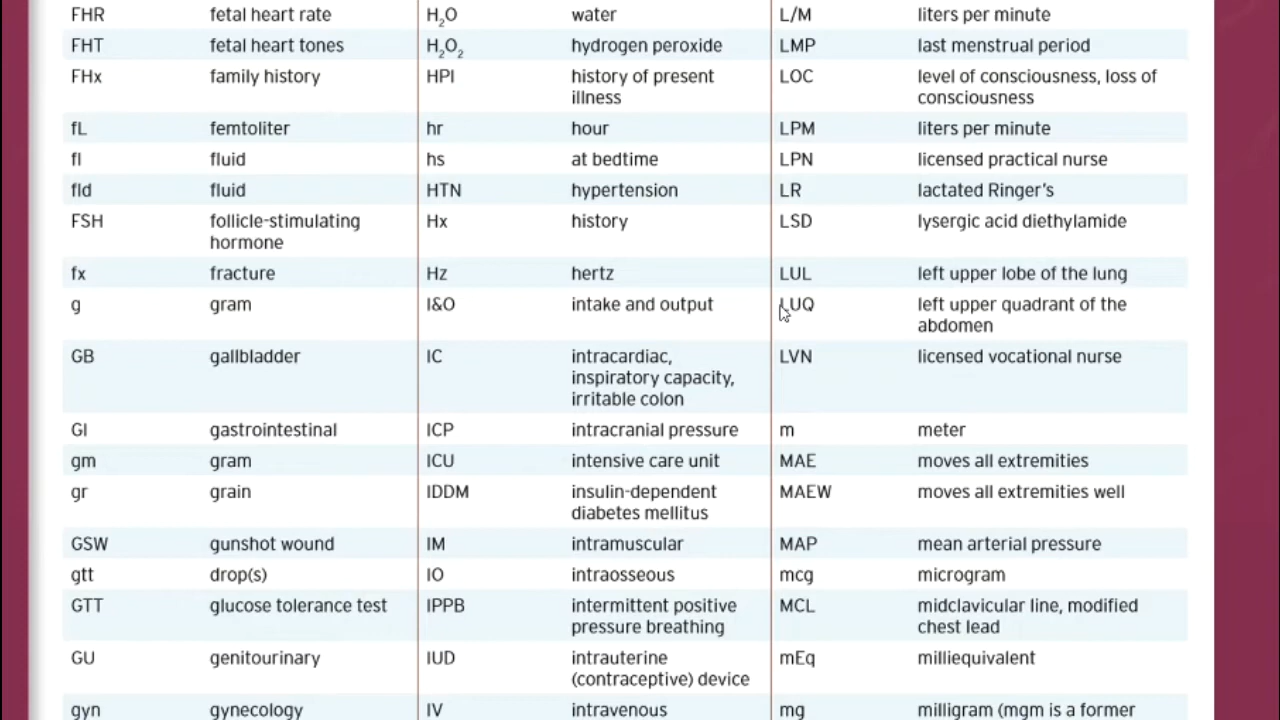 FHR fetal heart rate H₂O water L/M liters per minute
FHT fetal heart tones H₂O₂ hydrogen peroxide LMP last menstrual period
FHx family history HPI history of present LOC level of consciousness, loss of
illness consciousness
fL femtoliter hr hour LPM liters per minute
fl fluid hs at bedtime LPN licensed practical nurse
fld fluid HTN hypertension LR lactated Ringer's
FSH follicle-stimulating Hx history LSD lysergic acid diethylamide
hormone
fx fracture Hz hertz LUL left upper lobe of the lung
g gram I&O intake and output LUQ left upper quadrant of the
abdomen
GB gallbladder IC intracardiac, LVN licensed vocational nurse
inspiratory capacity,
irritable colon
GI gastrointestinal ICP intracranial pressure m meter
gm gram ICU intensive care unit MAE moves all extremities
gr grain IDDM insulin-dependent MAEW moves all extremities well
diabetes mellitus
GSW gunshot wound IM intramuscular MAP mean arterial pressure
gtt drop(s) IO intraosseous mcg microgram
GTT glucose tolerance test IPPB intermittent positive MCL midclavicular line, modified
pressure breathing chest lead
GU genitourinary IUD intrauterine mEq milliequivalent
(contraceptive) device
gyn gynecology IV intravenous mg milligram (mgm is a former